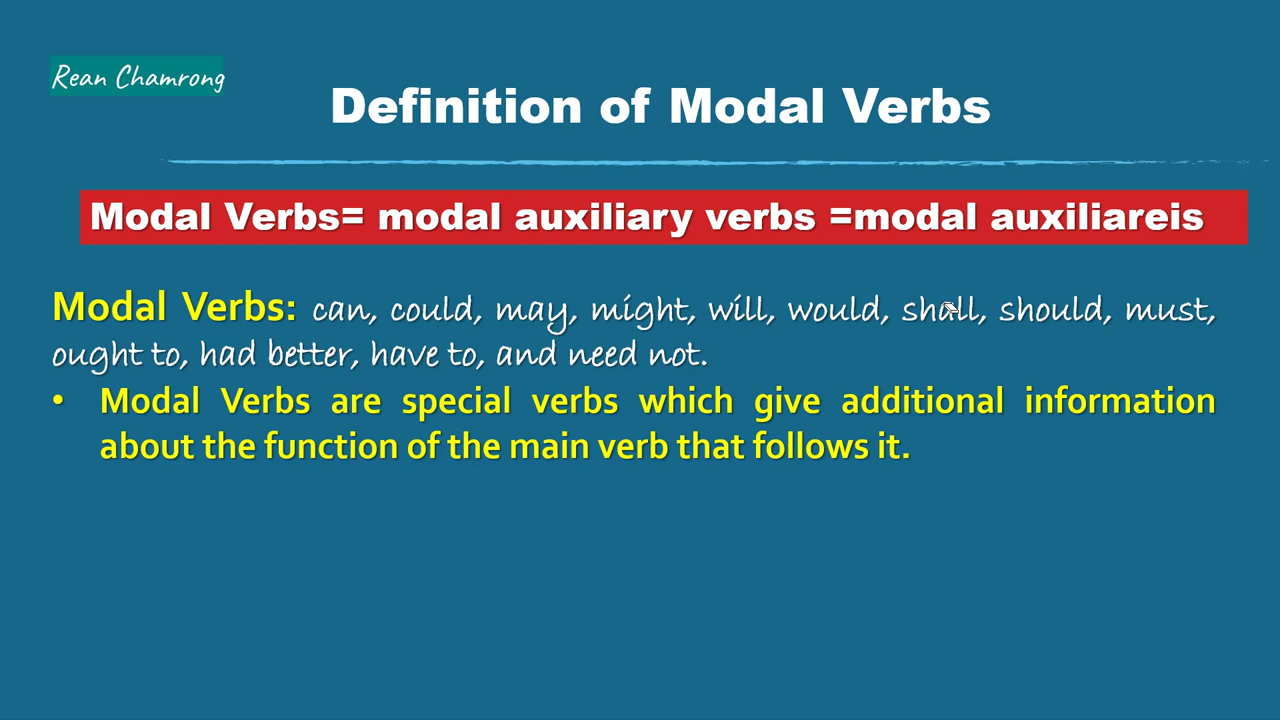 Rean Chamrong
Definition of Modal Verbs
Modal Verbs= modal auxiliary verbs =modal auxiliareis
Modal Verbs: can, could, may, might, will, would, shall, should, must,
ought to, had better, have to, and need not.
• Modal Verbs are special verbs which give additional information
about the function of the main verb that follows it.